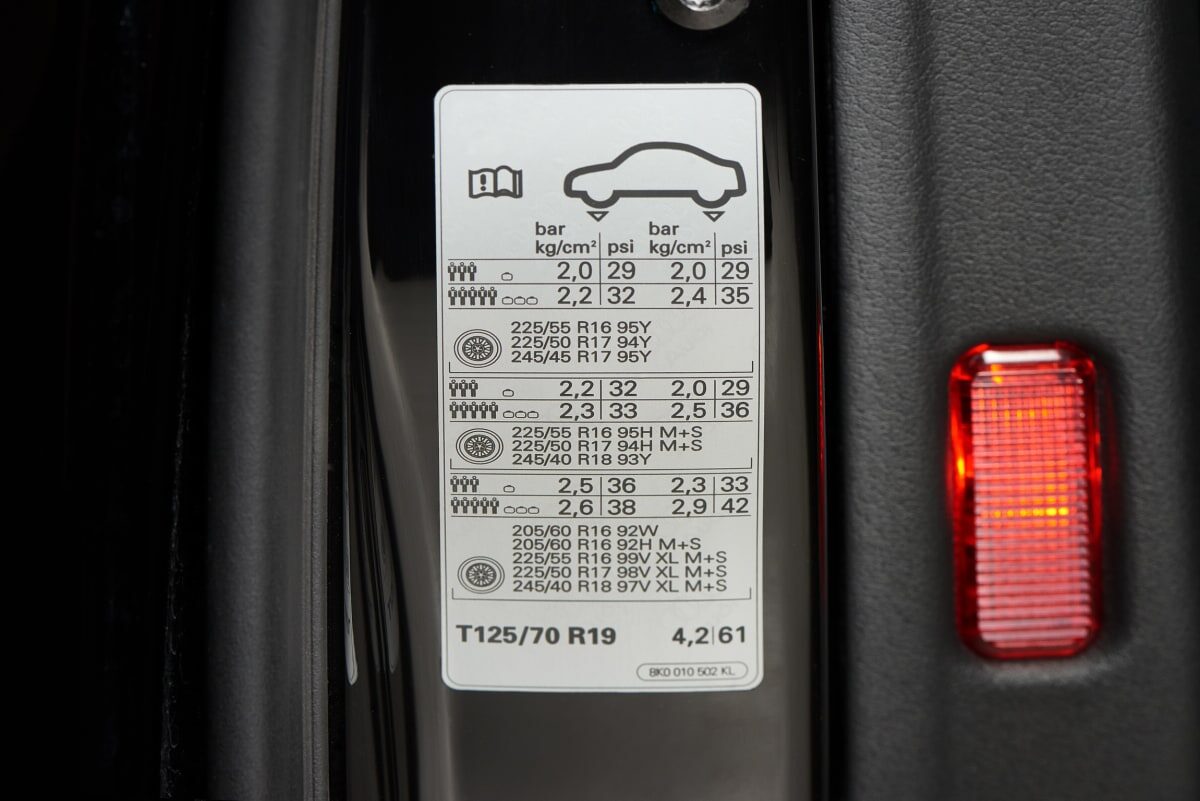 bar bar
kg/cm² psi kg/cm² psi
2,0 29 2,0 29
2,2 32 2,4 35
225/55 R16 95Y
225/50 R17 94Y
245/45 R17 95Y
2,2 32 2,0 29
2,3 33 2,5 36
225/55 R16 95H M+S
225/50 R17 94H M+S
245/40 R18 93Y
2,5 36 2,3 33
2,6 38 2,9 42
205/60 R16 92W
205/60 R16 92H M+S
225/55 R16 99V XL M+S
225/50 R17 98V XL M+S
245/40 R18 97V XL M+S
T125/70 R19 4,2 61
8K0 010 502 KL